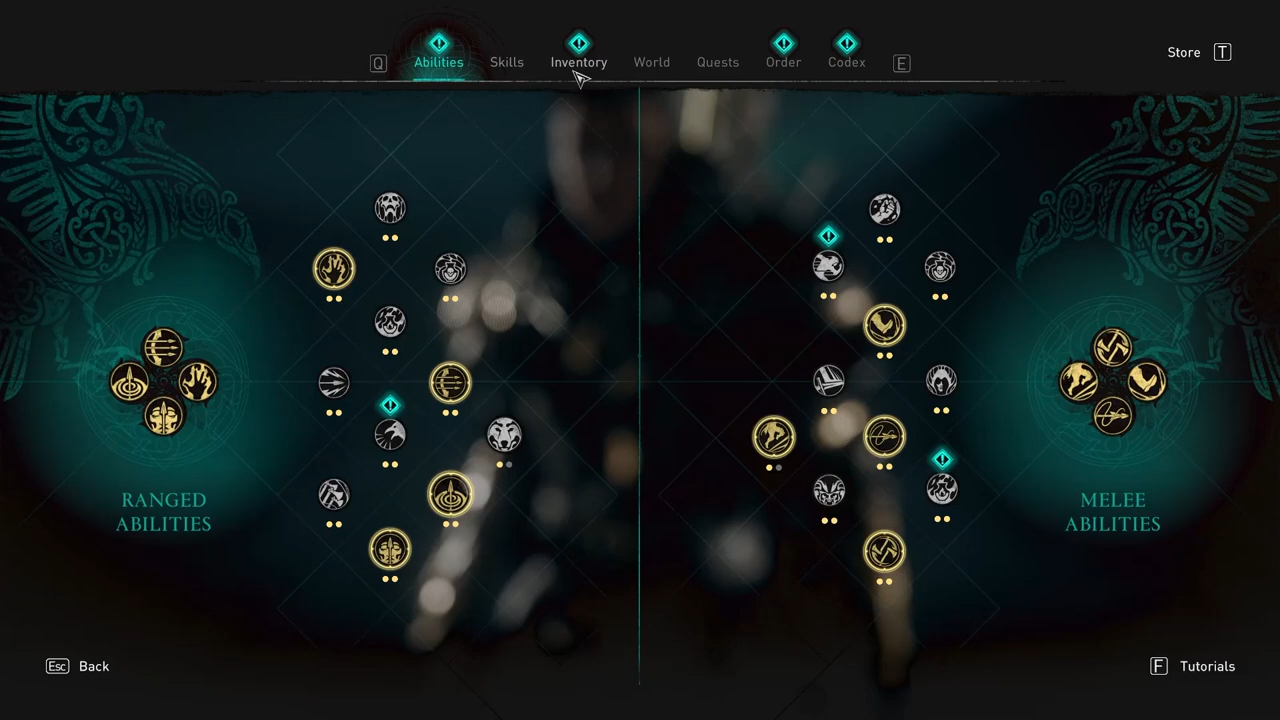 Q Abilities Skills Inventory World Quests Order Codex E
Store T
RANGED
ABILITIES
MELEE
ABILITIES
Esc Back
F Tutorials